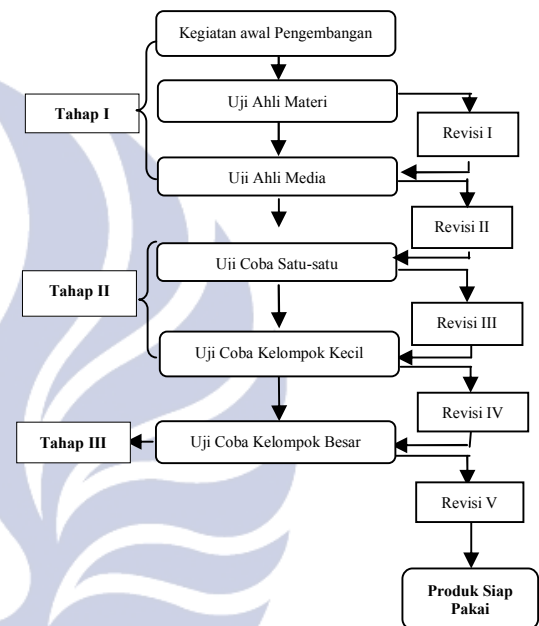 Kegiatan awal Pengembangan
Tahap I
Uji Ahli Materi
Revisi I
Uji Ahli Media
Revisi II
Uji Coba Satu-satu
Tahap II
Revisi III
Uji Coba Kelompok Kecil
Revisi IV
Tahap III
Uji Coba Kelompok Besar
Revisi V
Produk Siap
Pakai